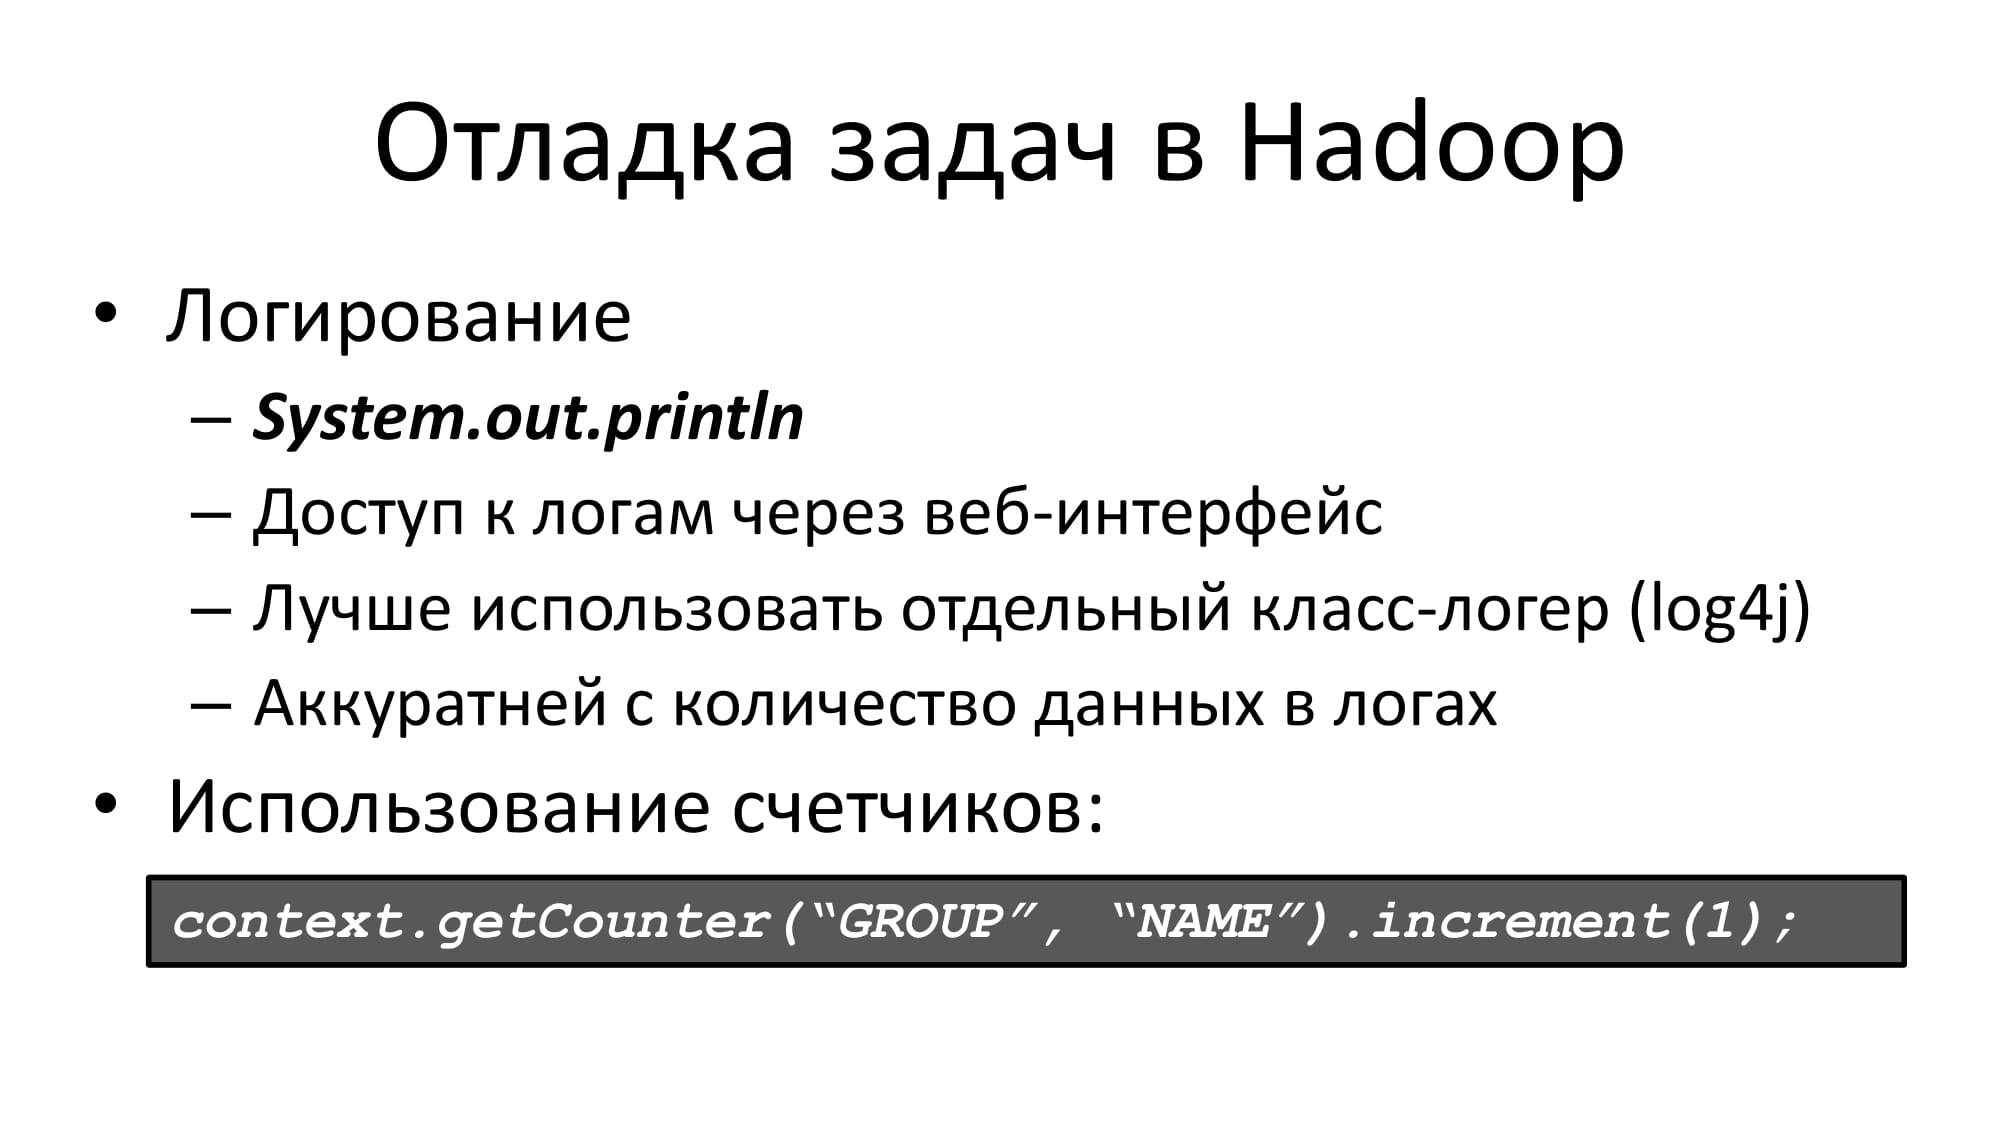 Отладка задач в Hadoop
• Логирование
– System.out.println
– Доступ к логам через веб-интерфейс
– Лучше использовать отдельный класс-логер (log4j)
– Аккуратней с количество данных в логах
• Использование счетчиков:
context.getCounter(“GROUP”, “NAME”).increment(1);